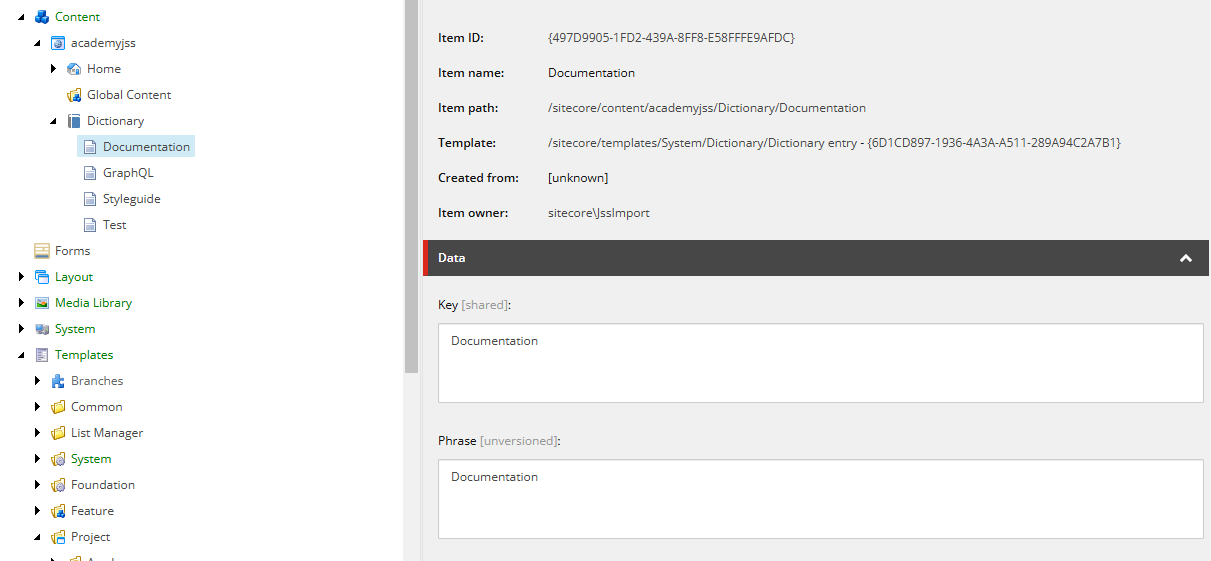 Content
academyjss
Home
Global Content
Dictionary
Documentation
GraphQL
Styleguide
Test
Forms
Layout
Media Library
System
Templates
Branches
Common
List Manager
System
Foundation
Feature
Project
Item ID: {497D9905-1FD2-439A-8FF8-E58FFFE9AFDC}
Item name: Documentation
Item path: /sitecore/content/academyjss/Dictionary/Documentation
Template: /sitecore/templates/System/Dictionary/Dictionary entry - {6D1CD897-1936-4A3A-A511-289A94C2A7B1}
Created from: [unknown]
Item owner: sitecore\JssImport
Data
Key [shared]:
Documentation
Phrase [unversioned]:
Documentation